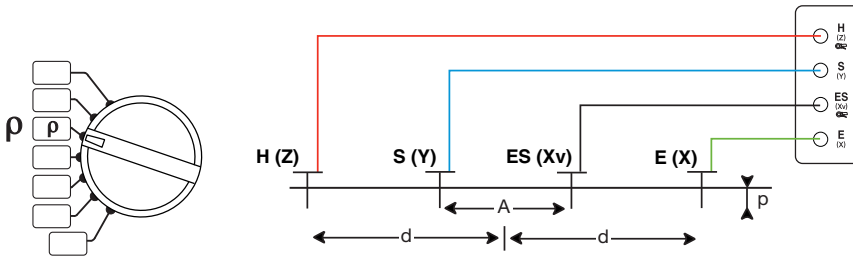 ρ
ρ
H (Z)
S (Y)
ES (Xv)
E (X)
A
d
d
p
H
(Z)
S
(Y)
ES
(Xv)
E
(X)